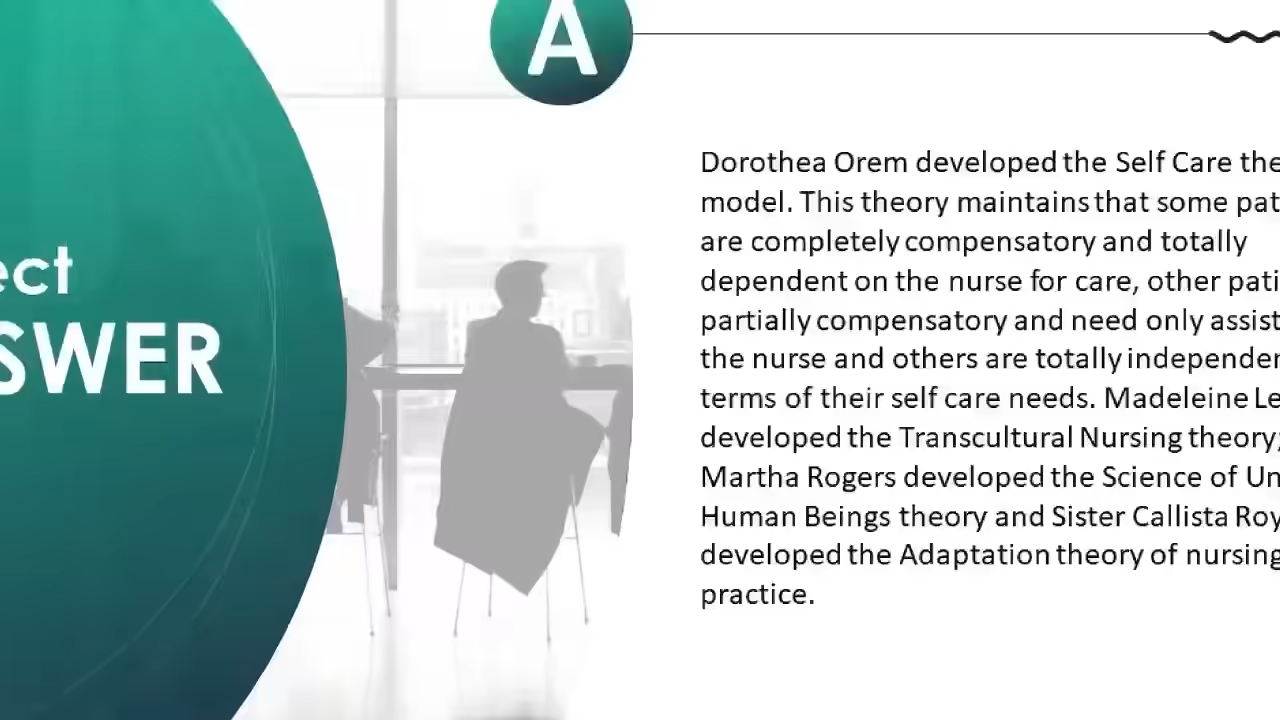 A
ect
SWER
Dorothea Orem developed the Self Care the
model. This theory maintains that some pat
are completely compensatory and totally
dependent on the nurse for care, other pati
partially compensatory and need only assist
the nurse and others are totally independen
terms of their self care needs. Madeleine Le
developed the Transcultural Nursing theory;
Martha Rogers developed the Science of Un
Human Beings theory and Sister Callista Roy
developed the Adaptation theory of nursing
practice.